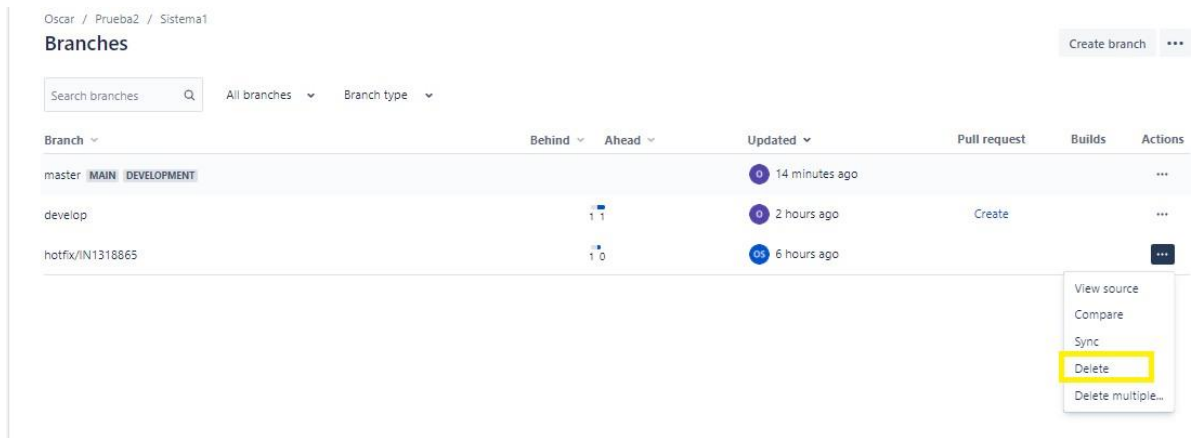 Oscar / Prueba2 / Sistema1
Branches
Create branch
Search branches All branches Branch type
Branch Behind Ahead Updated Pull request Builds Actions
master MAIN DEVELOPMENT O 14 minutes ago
develop 1 1 O 2 hours ago Create
hotfix/IN1318865 1 0 OS 6 hours ago
View source
Compare
Sync
Delete
Delete multiple...